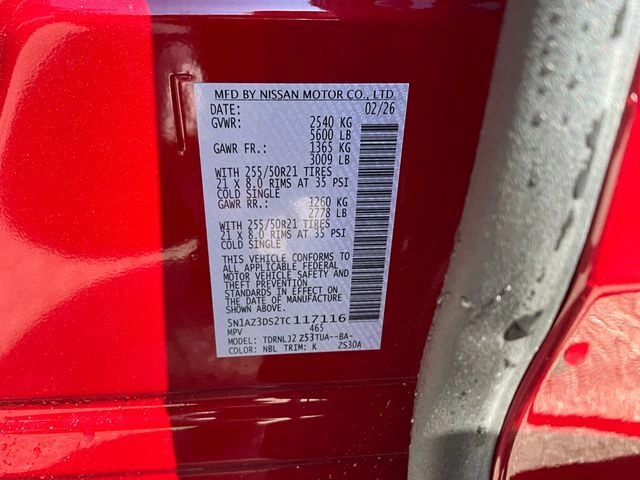 MFD BY NISSAN MOTOR CO., LTD.
DATE: 02/26
GVWR: 2540 KG
5600 LB
GAWR FR.: 1365 KG
3009 LB
WITH 255/50R21 TIRES
21 X 8.0 RIMS AT 35 PSI
COLD SINGLE
GAWR RR.: 1260 KG
2778 LB
WITH 255/50R21 TIRES
21 X 8.0 RIMS AT 35 PSI
COLD SINGLE
THIS VEHICLE CONFORMS TO
ALL APPLICABLE FEDERAL
MOTOR VEHICLE SAFETY AND
THEFT PREVENTION
STANDARDS IN EFFECT ON
THE DATE OF MANUFACTURE
SHOWN ABOVE.
5N1AZ3DS2TC117116
MPV 465
MODEL: TDRNLJ2 Z53TUA--BA-
COLOR: NBL TRIM: K ZS30A